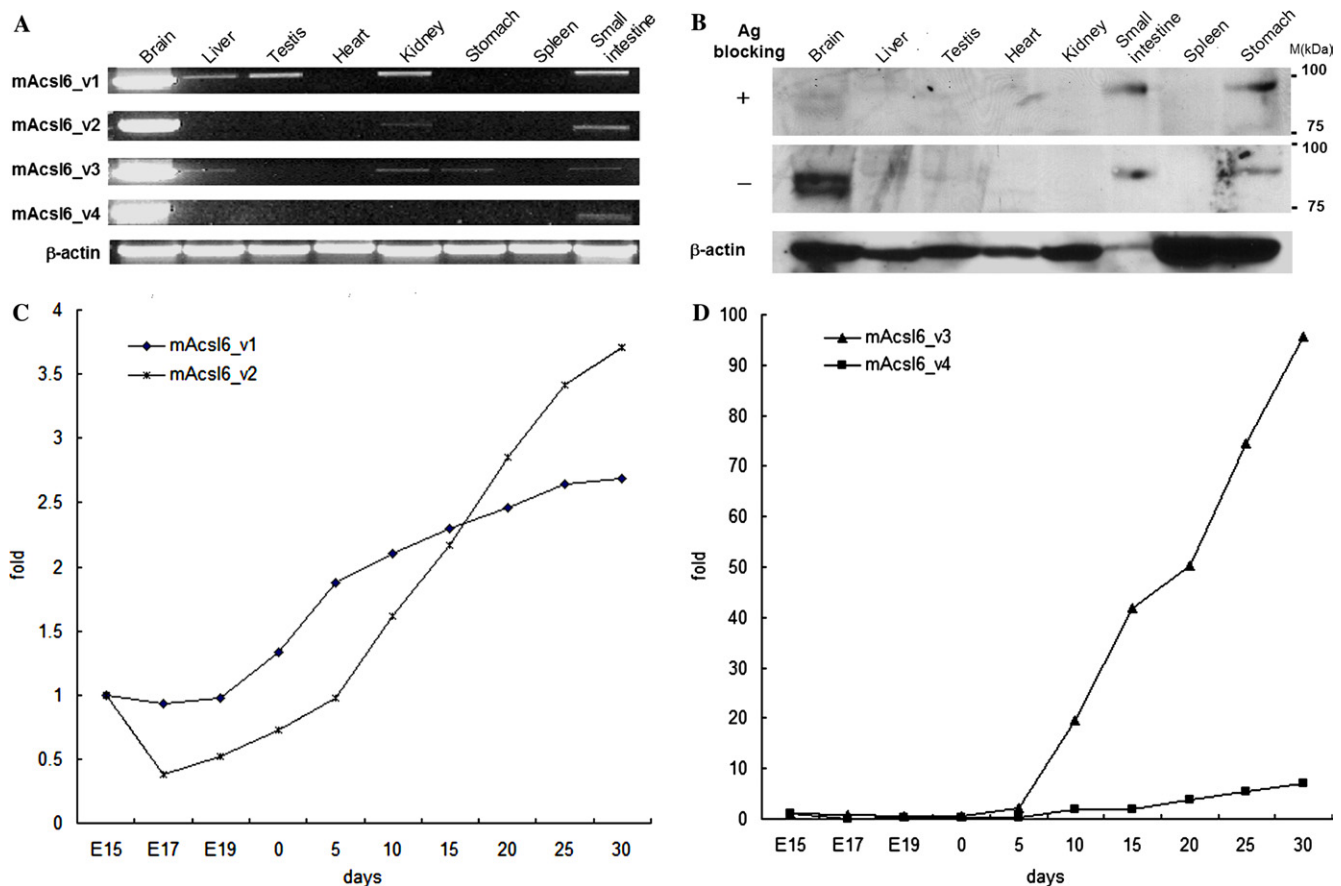 A
Brain Liver Testis Heart Kidney Stomach Spleen Small intestine
mAcsl6_v1
mAcsl6_v2
mAcsl6_v3
mAcsl6_v4
β-actin
B
Ag blocking
Brain Liver Testis Heart Kidney Small intestine Spleen Stomach
M(kDa)
+
100
75
–
100
75
β-actin
C
4
3.5
3
2.5
2
1.5
1
0.5
0
fold
mAcsl6_v1
mAcsl6_v2
E15 E17 E19 0 5 10 15 20 25 30
days
D
100
90
80
70
60
50
40
30
20
10
0
fold
mAcsl6_v3
mAcsl6_v4
E15 E17 E19 0 5 10 15 20 25 30
days